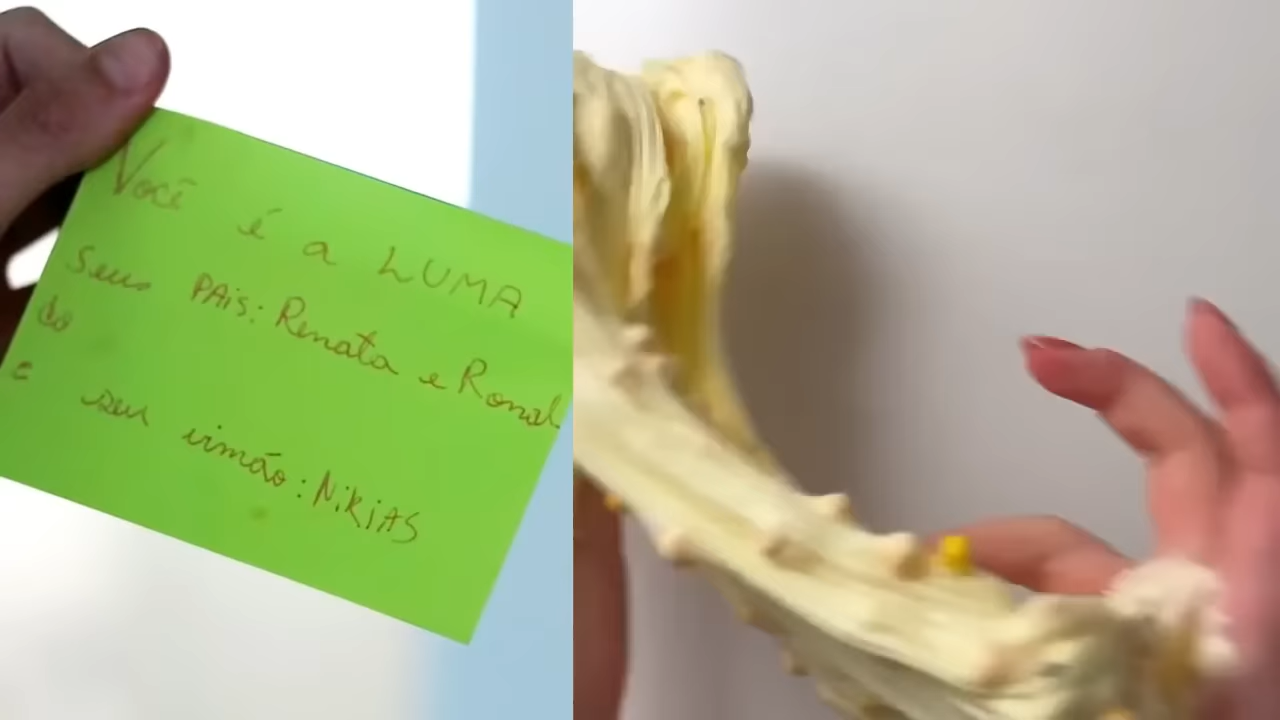 Você é a LUMA
seus PAis: Renata e Ronal
do
e seu irmão: NiKiAS